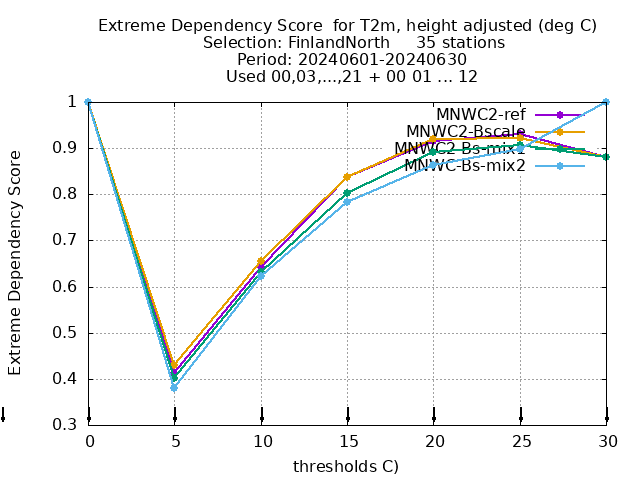 Extreme Dependency Score  for T2m, height adjusted (deg C)
Selection: FinlandNorth     35 stations
Period: 20240601-20240630
Used 00,03,...,21 + 00 01 ... 12
Extreme Dependency Score
1
0.9
0.8
0.7
0.6
0.5
0.4
0.3
MNWC2-ref
MNWC2-Bscale
MNWC2-Bs-mix1
MNWC-Bs-mix2
0 5 10 15 20 25 30
thresholds C)